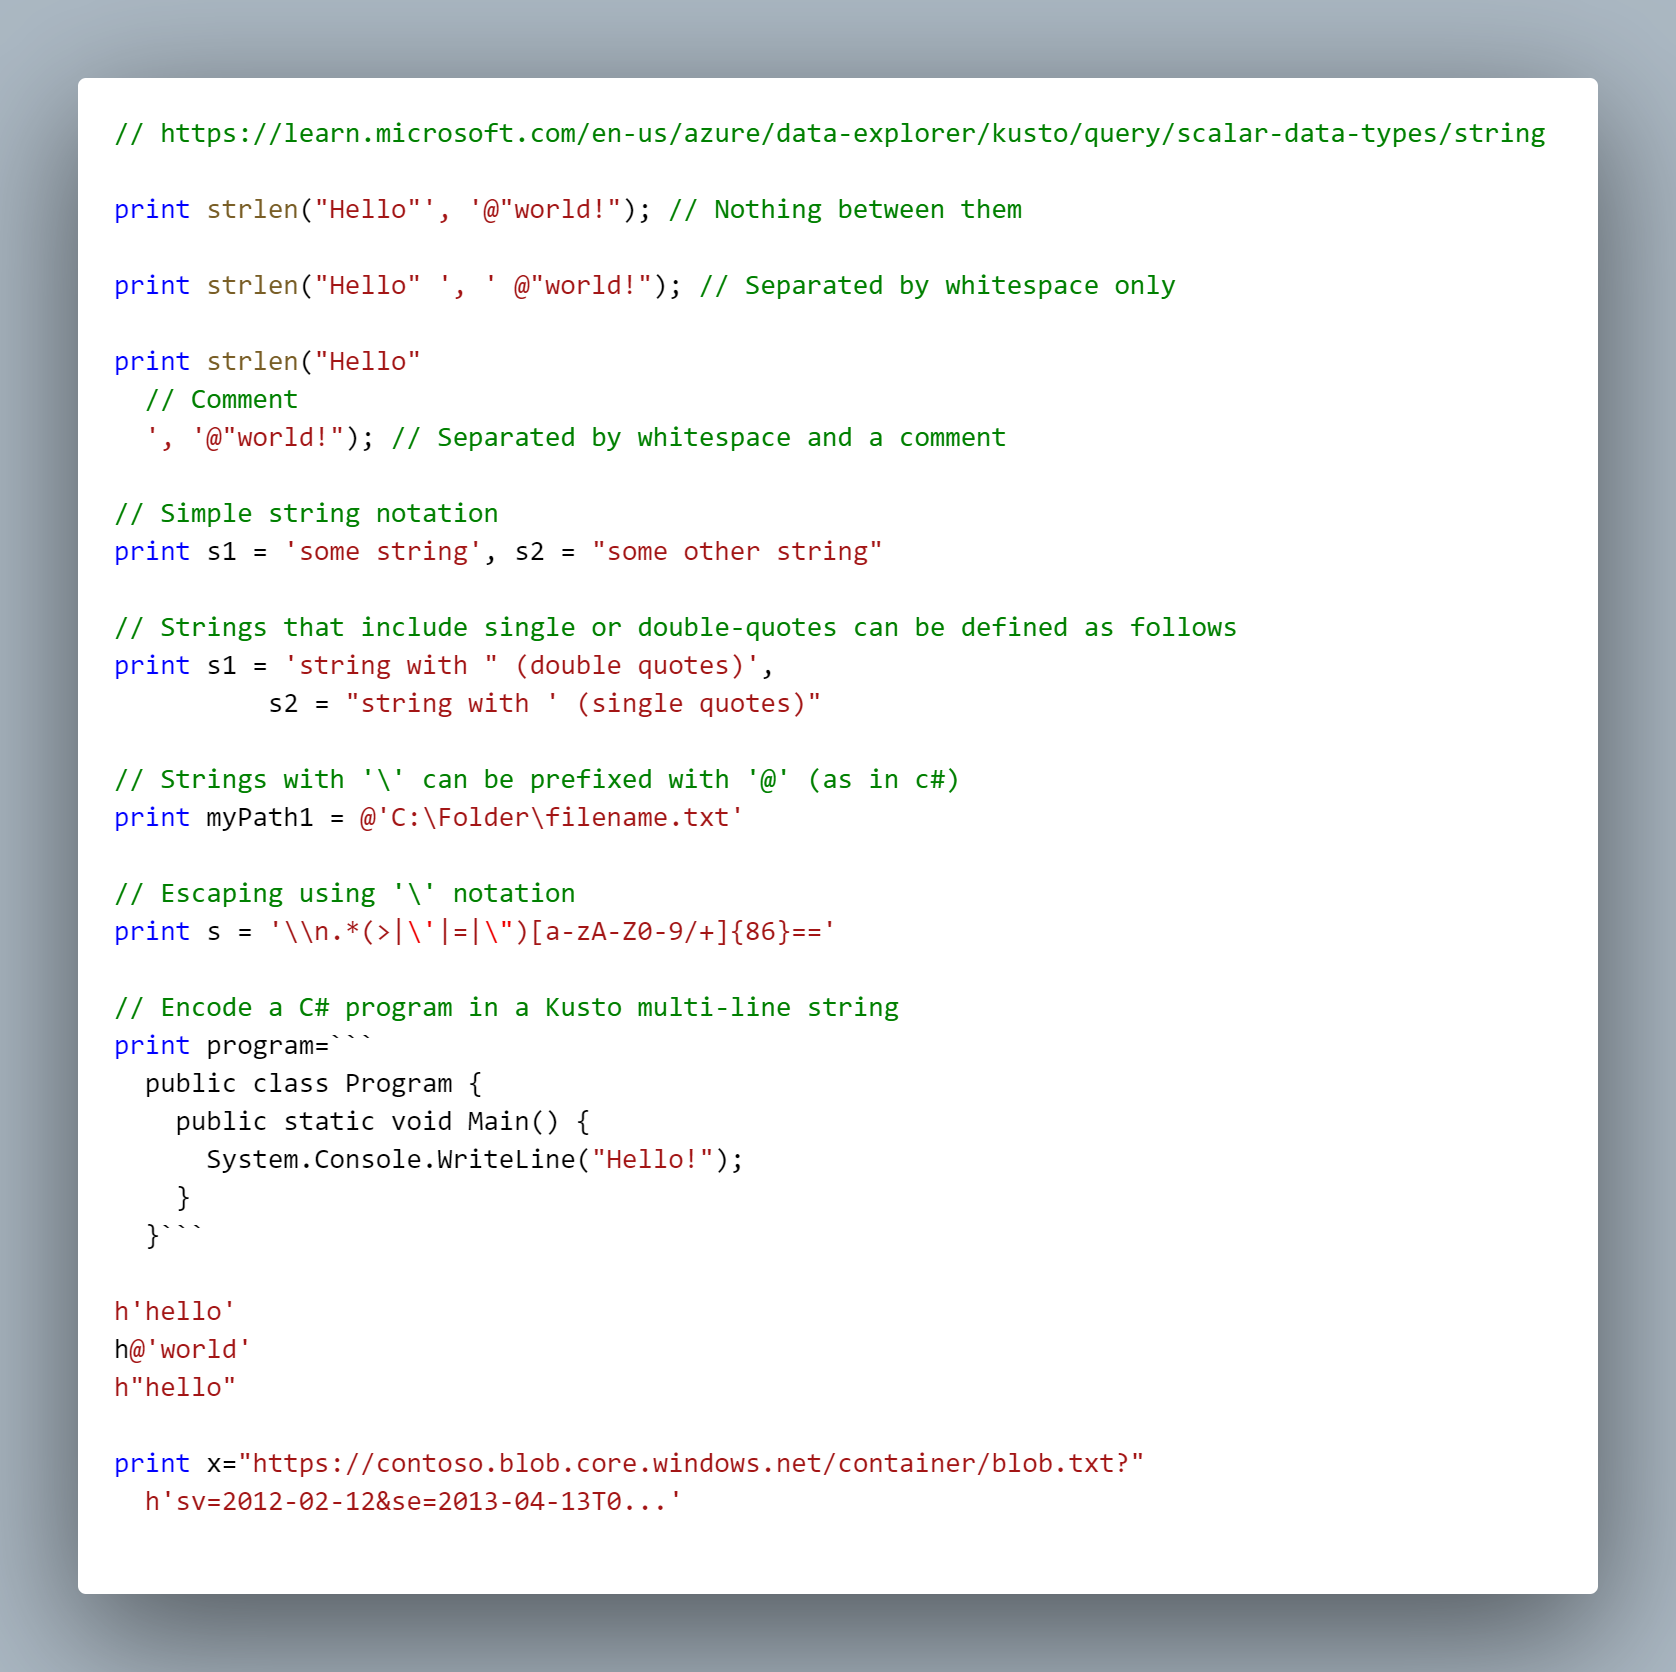 // https://learn.microsoft.com/en-us/azure/data-explorer/kusto/query/scalar-data-types/string

print strlen("Hello"', '@"world!"); // Nothing between them

print strlen("Hello" ', ' @"world!"); // Separated by whitespace only

print strlen("Hello"
  // Comment
  ', '@"world!"); // Separated by whitespace and a comment

// Simple string notation
print s1 = 'some string', s2 = "some other string"

// Strings that include single or double-quotes can be defined as follows
print s1 = 'string with " (double quotes)',
          s2 = "string with ' (single quotes)"

// Strings with '\' can be prefixed with '@' (as in c#)
print myPath1 = @'C:\Folder\filename.txt'

// Escaping using '\' notation
print s = '\\n.*(>|\'|=|\")[a-zA-Z0-9/+]{86}=='

// Encode a C# program in a Kusto multi-line string
print program=```
  public class Program {
    public static void Main() {
      System.Console.WriteLine("Hello!");
    }
  }```

h'hello'
h@'world'
h"hello"

print x="https://contoso.blob.core.windows.net/container/blob.txt?"
  h'sv=2012-02-12&se=2013-04-13T0...'